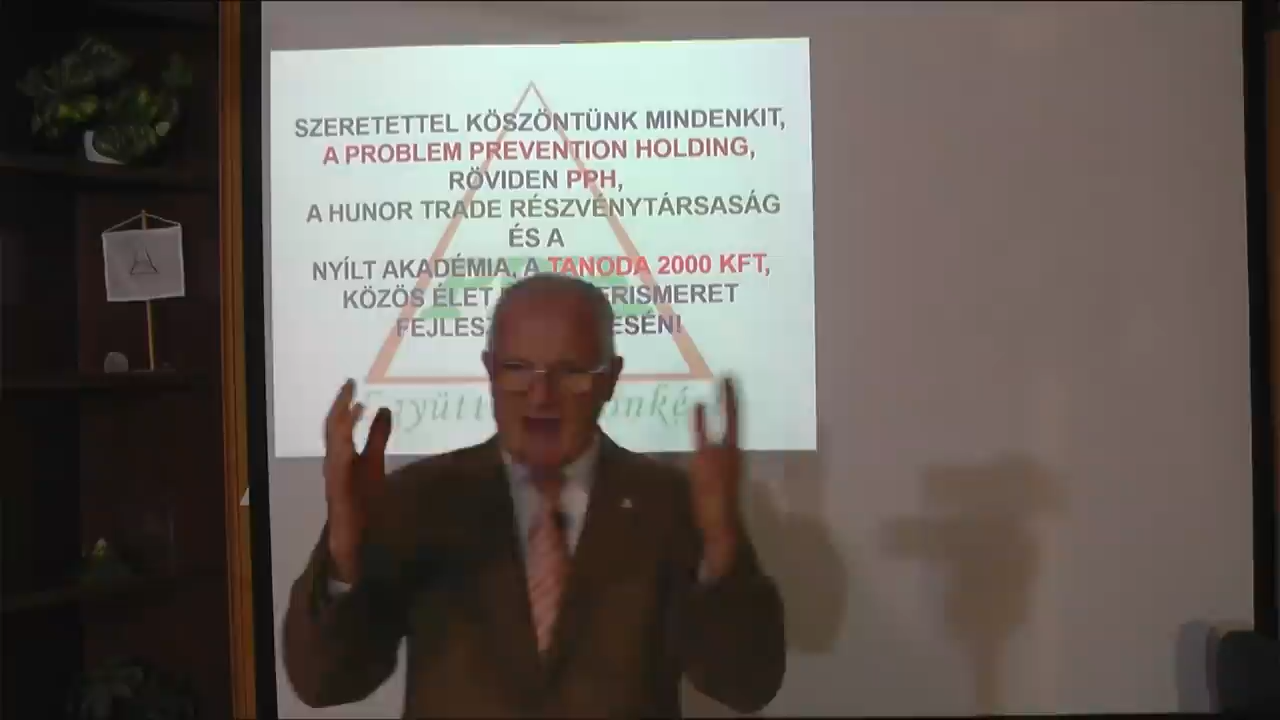 SZERETETTEL KÖSZÖNTÜNK MINDENKIT,
A PROBLEM PREVENTION HOLDING,
RÖVIDEN PPH,
A HUNOR TRADE RÉSZVÉNYTÁRSASÁG
ÉS A
NYÍLT AKADÉMIA, A TANODA 2000 KFT,
KÖZÖS ÉLET